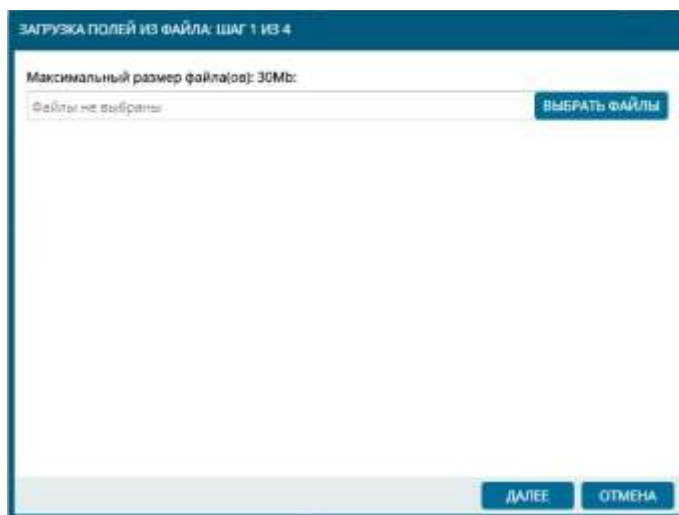 ЗАГРУЗКА ПОЛЕЙ ИЗ ФАЙЛА: ШАГ 1 ИЗ 4
Максимальный размер файла(ов): 30Mb:
Файлы не выбраны
ВЫБРАТЬ ФАЙЛЫ
ДАЛЕЕ
ОТМЕНА